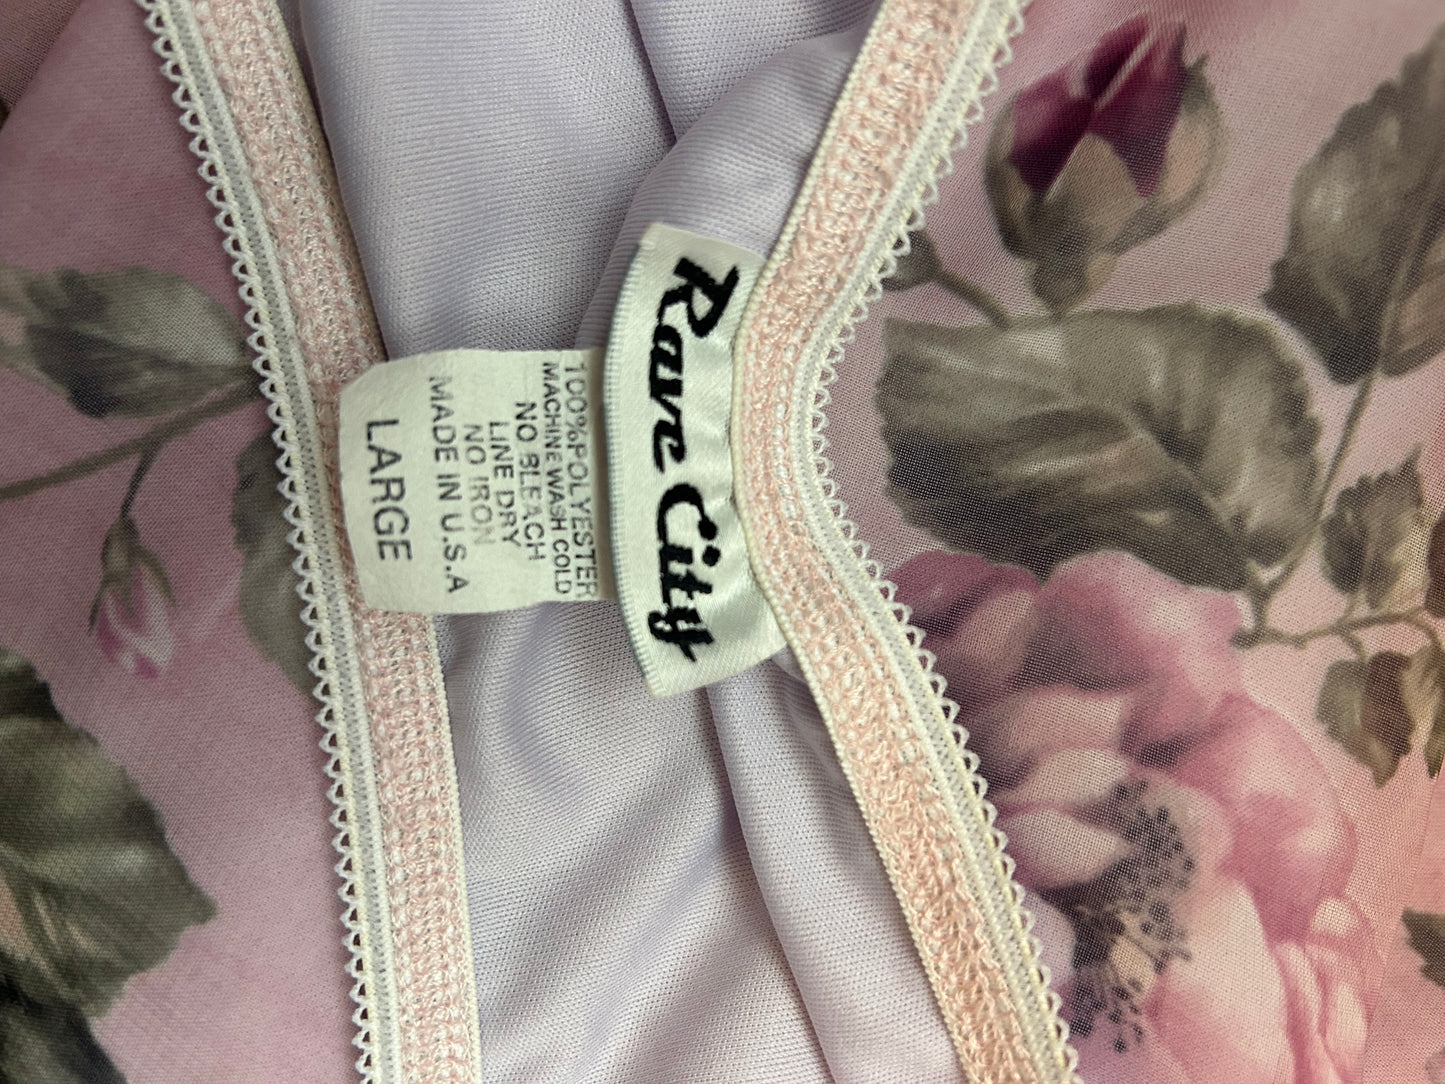 Rave City
100% POLYESTER
MACHINE WASH COLD
NO BLEACH
LINE DRY
NO IRON
MADE IN U.S.A
LARGE